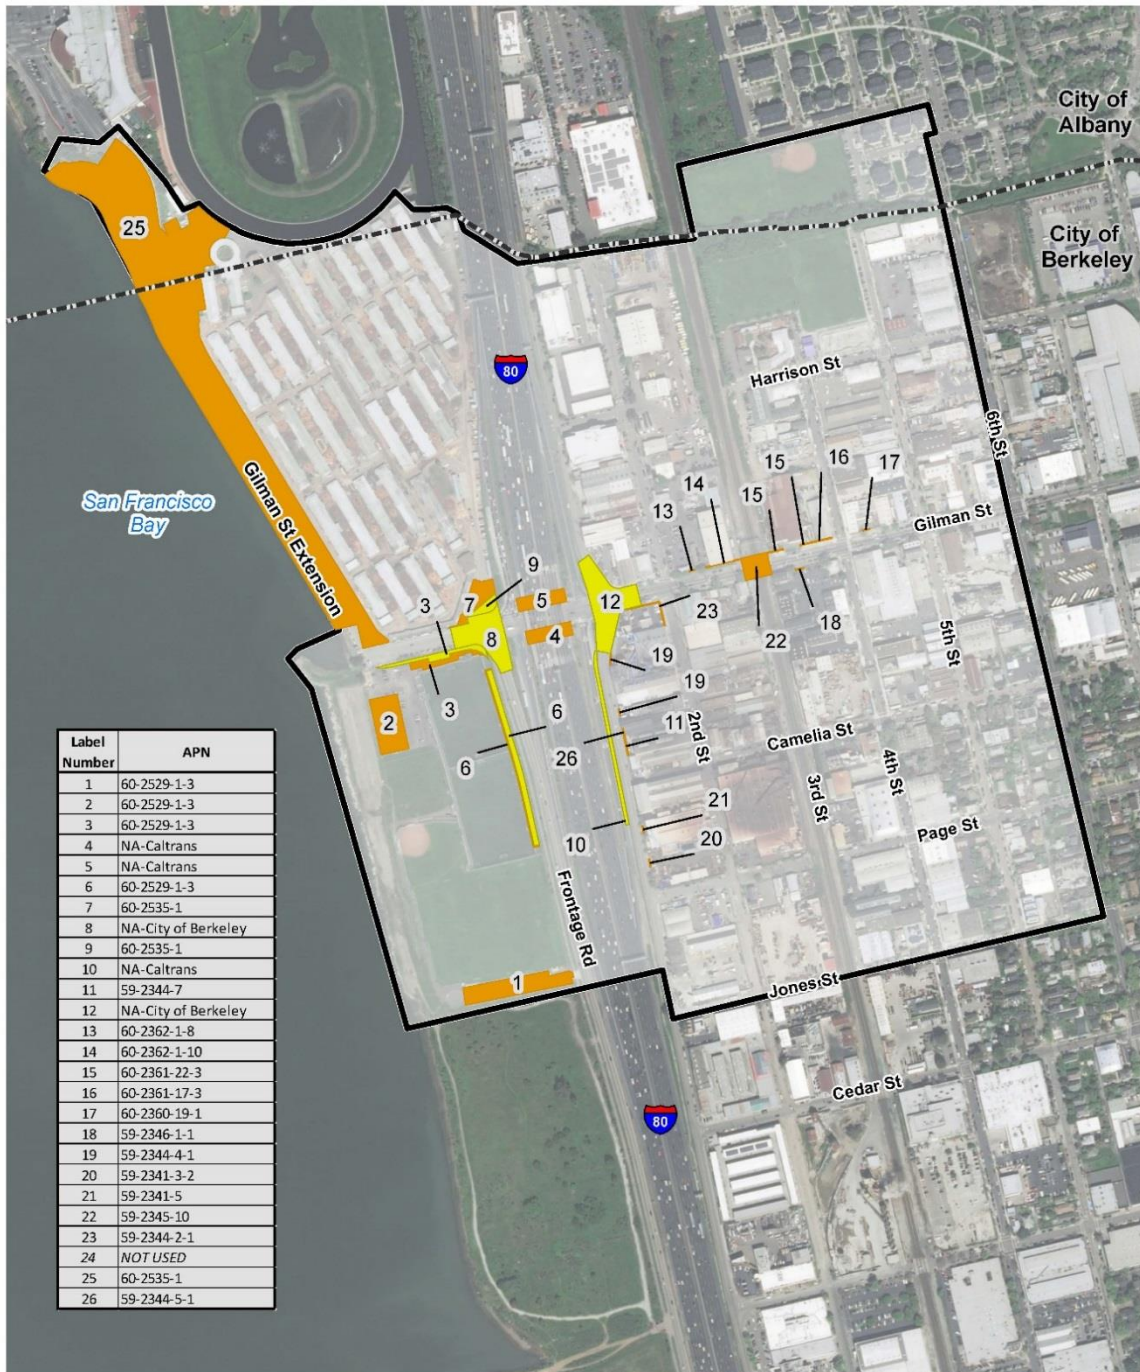 City of
Albany
City of
Berkeley
25
80
Harrison St
6th St
San Francisco
Bay
Gilman St Extension
13
14
15
15
16
17
Gilman St
9
3
7
5
12
8
4
23
22
18
5th St
19
2
3
6
19
11
2nd St
Camelia St
6
26
3rd St
4th St
21
Page St
10
20
Frontage Rd
1
Jones St
Cedar St
80
Label
Number APN
1 60-2529-1-3
2 60-2529-1-3
3 60-2529-1-3
4 NA-Caltrans
5 NA-Caltrans
6 60-2529-1-3
7 60-2535-1
8 NA-City of Berkeley
9 60-2535-1
10 NA-Caltrans
11 59-2344-7
12 NA-City of Berkeley
13 60-2362-1-8
14 60-2362-1-10
15 60-2361-22-3
16 60-2361-17-3
17 60-2360-19-1
18 59-2346-1-1
19 59-2344-4-1
20 59-2341-3-2
21 59-2341-5
22 59-2345-10
23 59-2344-2-1
24 NOT USED
25 60-2535-1
26 59-2344-5-1